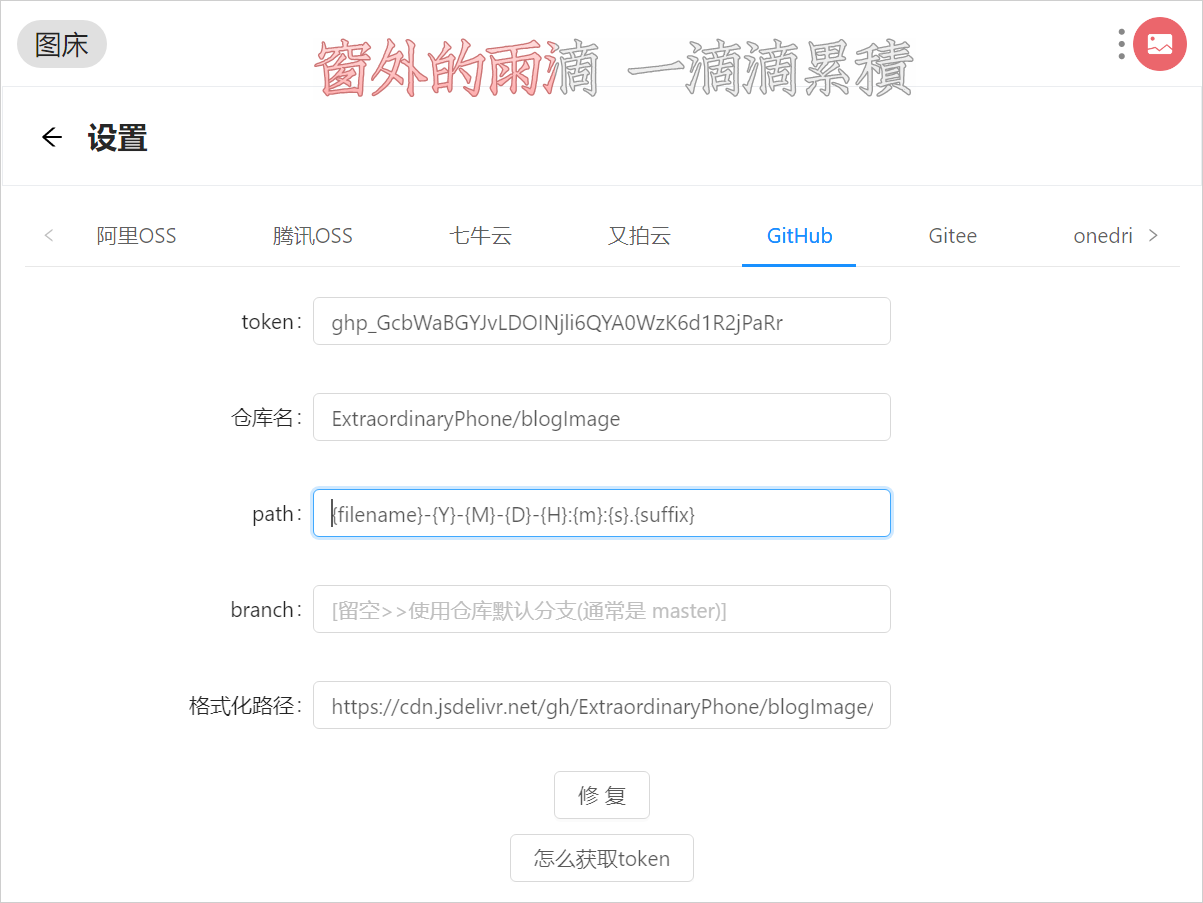 图床
窗外的雨滴 一滴滴累積
设置
阿里OSS 腾讯OSS 七牛云 又拍云 GitHub Gitee onedri
token: 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
仓库名: ExtraordinaryPhone/blogImage
path: {filename}-{Y}-{M}-{D}-{H}:{m}:{s}.{suffix}
branch: [留空>>使用仓库默认分支(通常是 master)]
格式化路径: https://cdn.jsdelivr.net/gh/ExtraordinaryPhone/blogImage/
修 复
怎么获取token